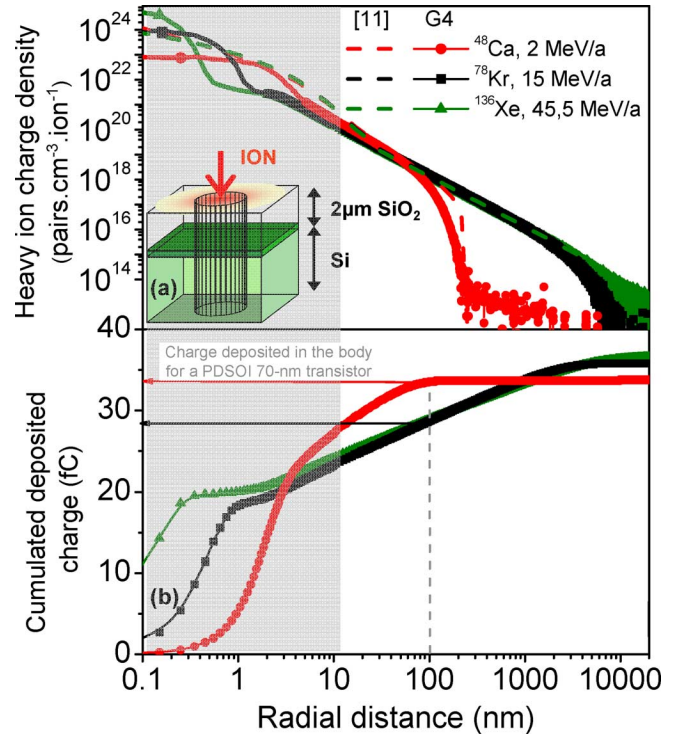 10^24
10^22
10^20
10^18
10^16
10^14
Heavy ion charge density
(pairs.cm^-3.ion^-1)
[11] G4
^48Ca, 2 MeV/a
^78Kr, 15 MeV/a
^136Xe, 45,5 MeV/a
ION
2µm SiO₂
Si
(a)
40
30
20
10
0
Cumulated deposited
charge (fC)
Charge deposited in the body
for a PDSOI 70-nm transistor
(b)
0.1 1 10 100 1000 10000
Radial distance (nm)